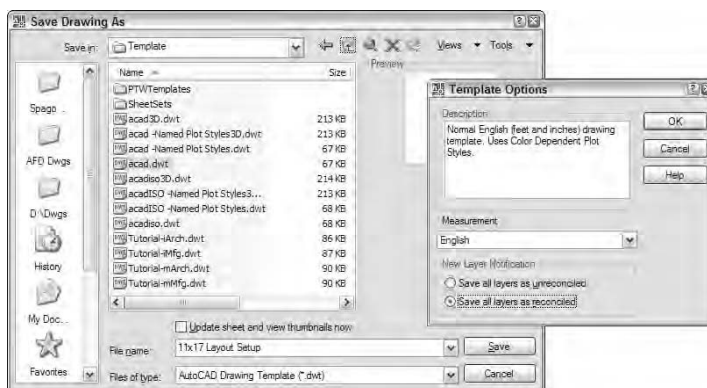 Save Drawing As
Save in:
Template
Views
Tools
Name
Size
Preview
PTWTemplates
SheetSets
acad3D.dwt 213 KB
acad -Named Plot Styles3D.dwt 213 KB
acad -Named Plot Styles.dwt 67 KB
acad.dwt 67 KB
acadiso3D.dwt 214 KB
acadISO -Named Plot Styles3... 213 KB
acadISO -Named Plot Styles.dwt 68 KB
acadiso.dwt 68 KB
Tutorial-iArch.dwt 86 KB
Tutorial-iMfg.dwt 87 KB
Tutorial-mArch.dwt 90 KB
Tutorial-mMfg.dwt 90 KB
Spago ..
AFD Dwgs
D \Dwgs
History
My Doc...
Favorites
Update sheet and view thumbnails now
File name:
11x17 Layout Setup
Save
Files of type:
AutoCAD Drawing Template (*.dwt)
Cancel
Template Options
Description
Normal English (feet and inches) drawing
template. Uses Color Dependent Plot
Styles.
OK
Cancel
Help
Measurement
English
New Layer Notification
Save all layers as unreconciled
Save all layers as reconciled